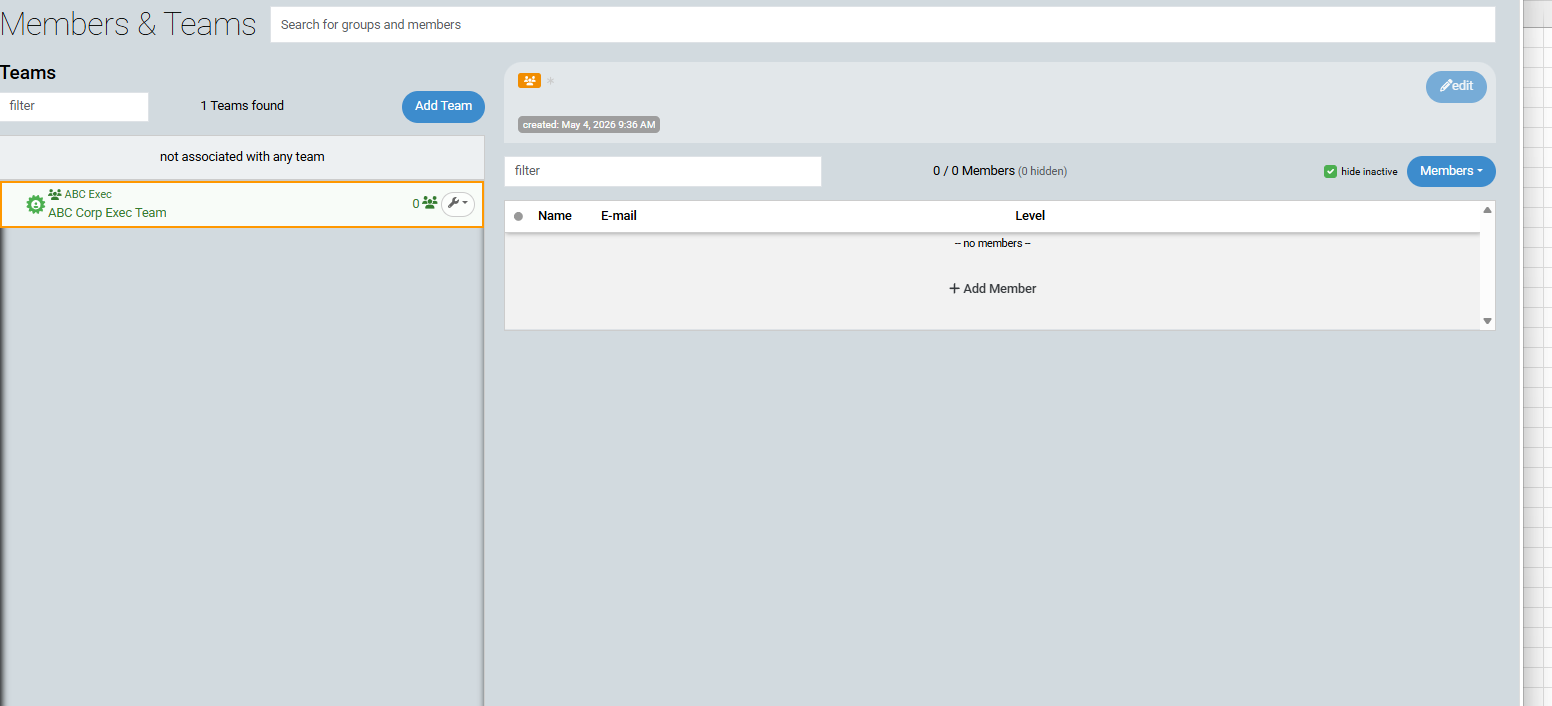 Members & Teams
Search for groups and members
Teams
filter
1 Teams found
Add Team
not associated with any team
ABC Exec
ABC Corp Exec Team
0
*
edit
created: May 4, 2026 9:36 AM
filter
0 / 0 Members (0 hidden)
hide inactive
Members
Name E-mail Level
-- no members --
+ Add Member